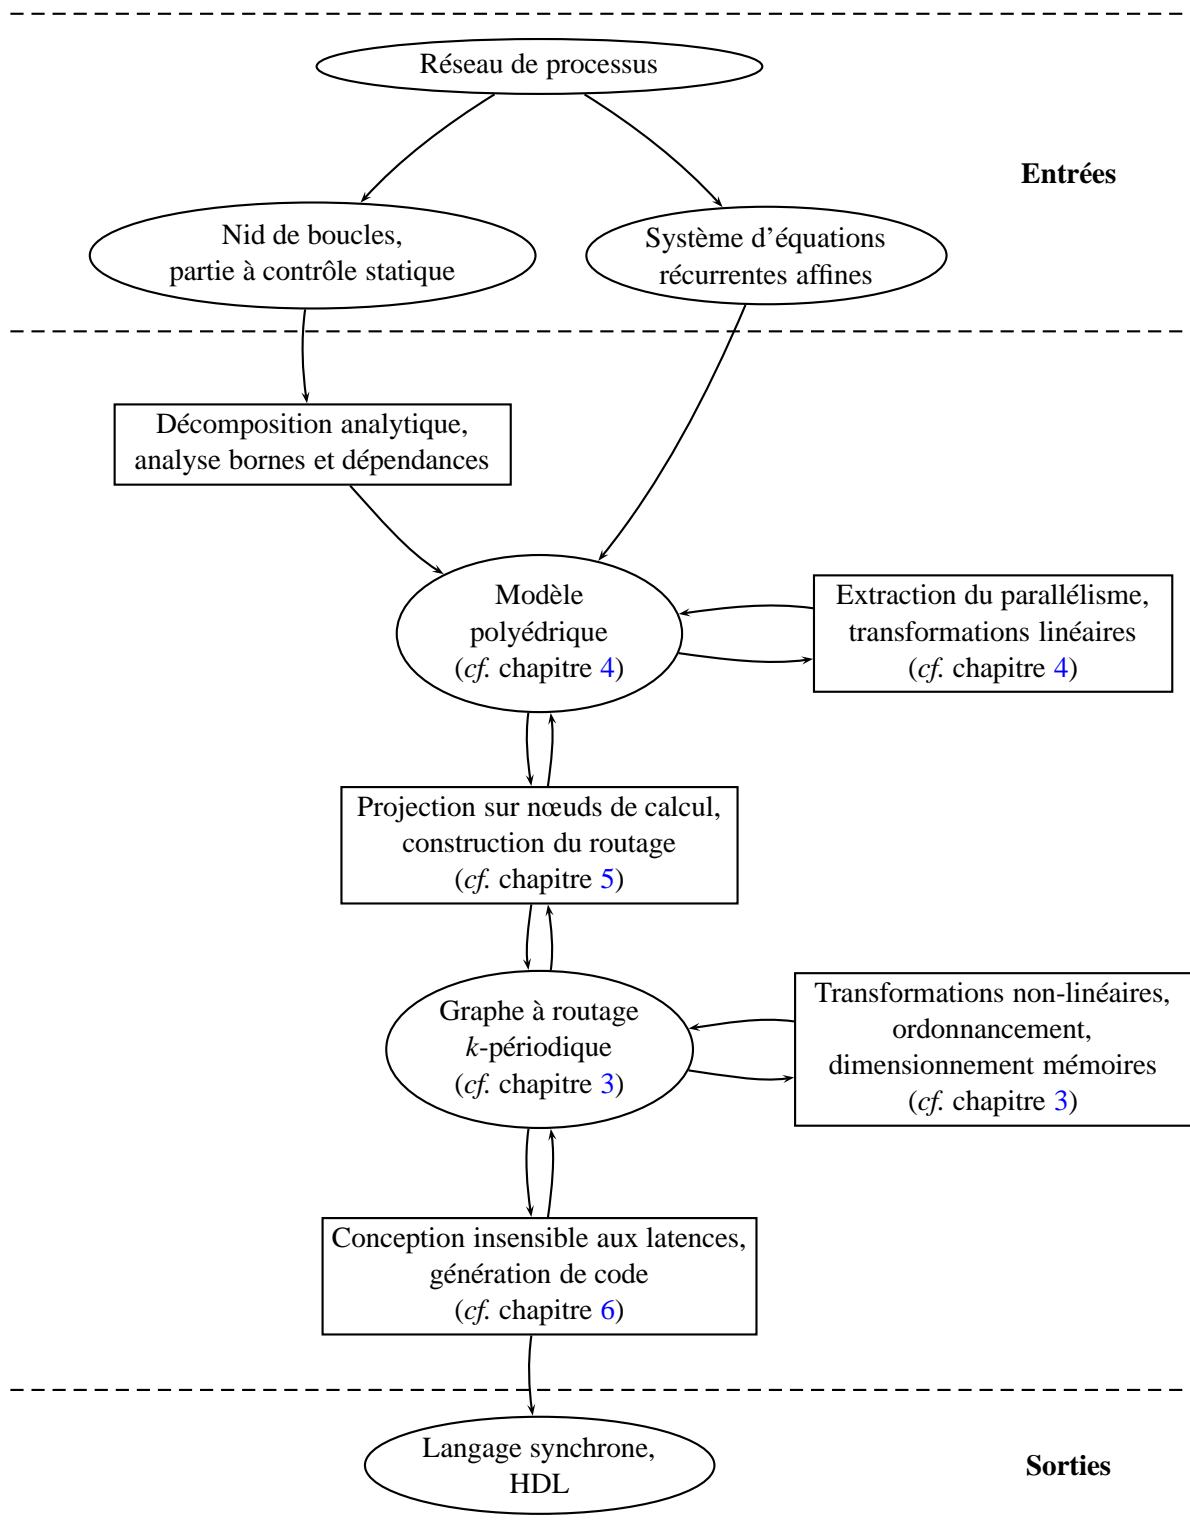 Réseau de processus
Entrées
Nid de boucles,
partie à contrôle statique
Système d'équations
récurrentes affines
Décomposition analytique,
analyse bornes et dépendances
Modèle
polyédrique
(cf. chapitre 4)
Extraction du parallélisme,
transformations linéaires
(cf. chapitre 4)
Projection sur nœuds de calcul,
construction du routage
(cf. chapitre 5)
Graphe à routage
k-périodique
(cf. chapitre 3)
Transformations non-linéaires,
ordonnancement,
dimensionnement mémoires
(cf. chapitre 3)
Conception insensible aux latences,
génération de code
(cf. chapitre 6)
Langage synchrone,
HDL
Sorties